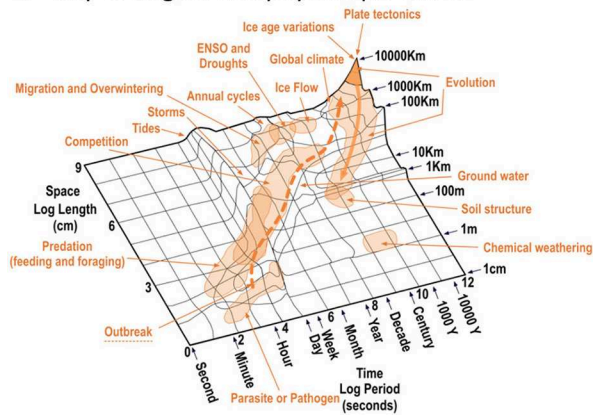 Plate tectonics
Ice age variations
ENSO and
Droughts
Global climate
10000Km
Migration and Overwintering
Annual cycles
Ice Flow
1000Km
Evolution
100Km
Storms
Tides
Competition
10Km
1Km
9
Space
Log Length
(cm)
Ground water
100m
Soil structure
6
1m
Predation
(feeding and foraging)
Chemical weathering
3
1cm
12
Outbreak
0
2
4
6
8
10
Second
Minute
Hour
Day
Week
Month
Year
Decade
Century
1000 Y
10000 Y
Parasite or Pathogen
Time
Log Period
(seconds)